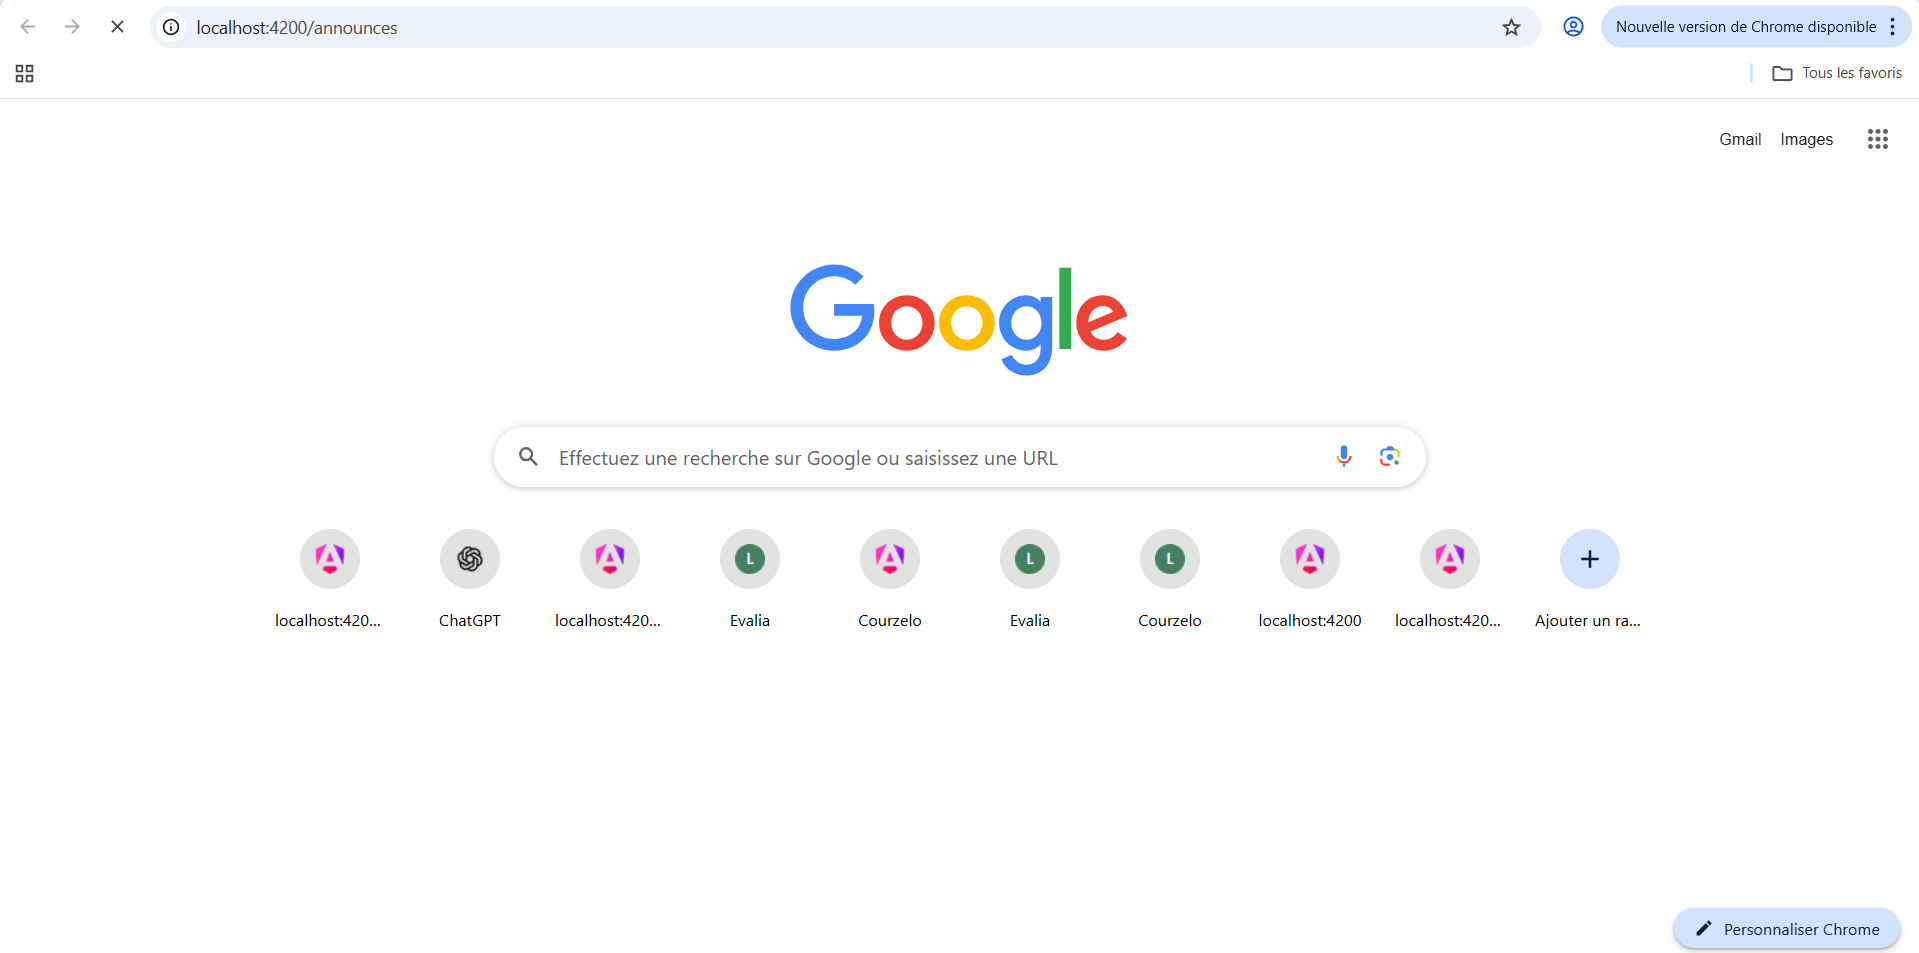 localhost:4200/announces
Nouvelle version de Chrome disponible
Tous les favoris
Gmail Images
Google
Effectuez une recherche sur Google ou saisissez une URL
L L L
localhost:420... ChatGPT localhost:420... Evalia Courzelo Evalia Courzelo localhost:4200 localhost:420... Ajouter un ra...
Personnaliser Chrome